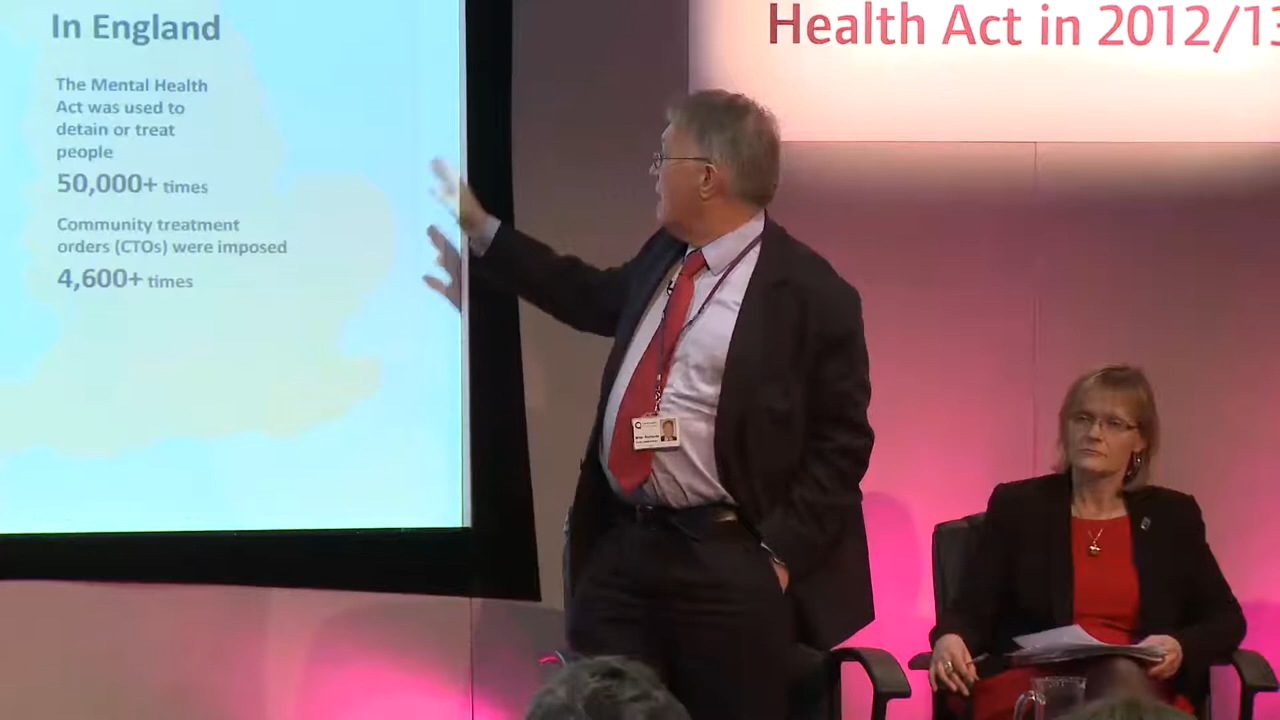 In England
The Mental Health
Act was used to
detain or treat
people
50,000+ times
Community treatment
orders (CTOs) were imposed
4,600+ times
Health Act in 2012/13